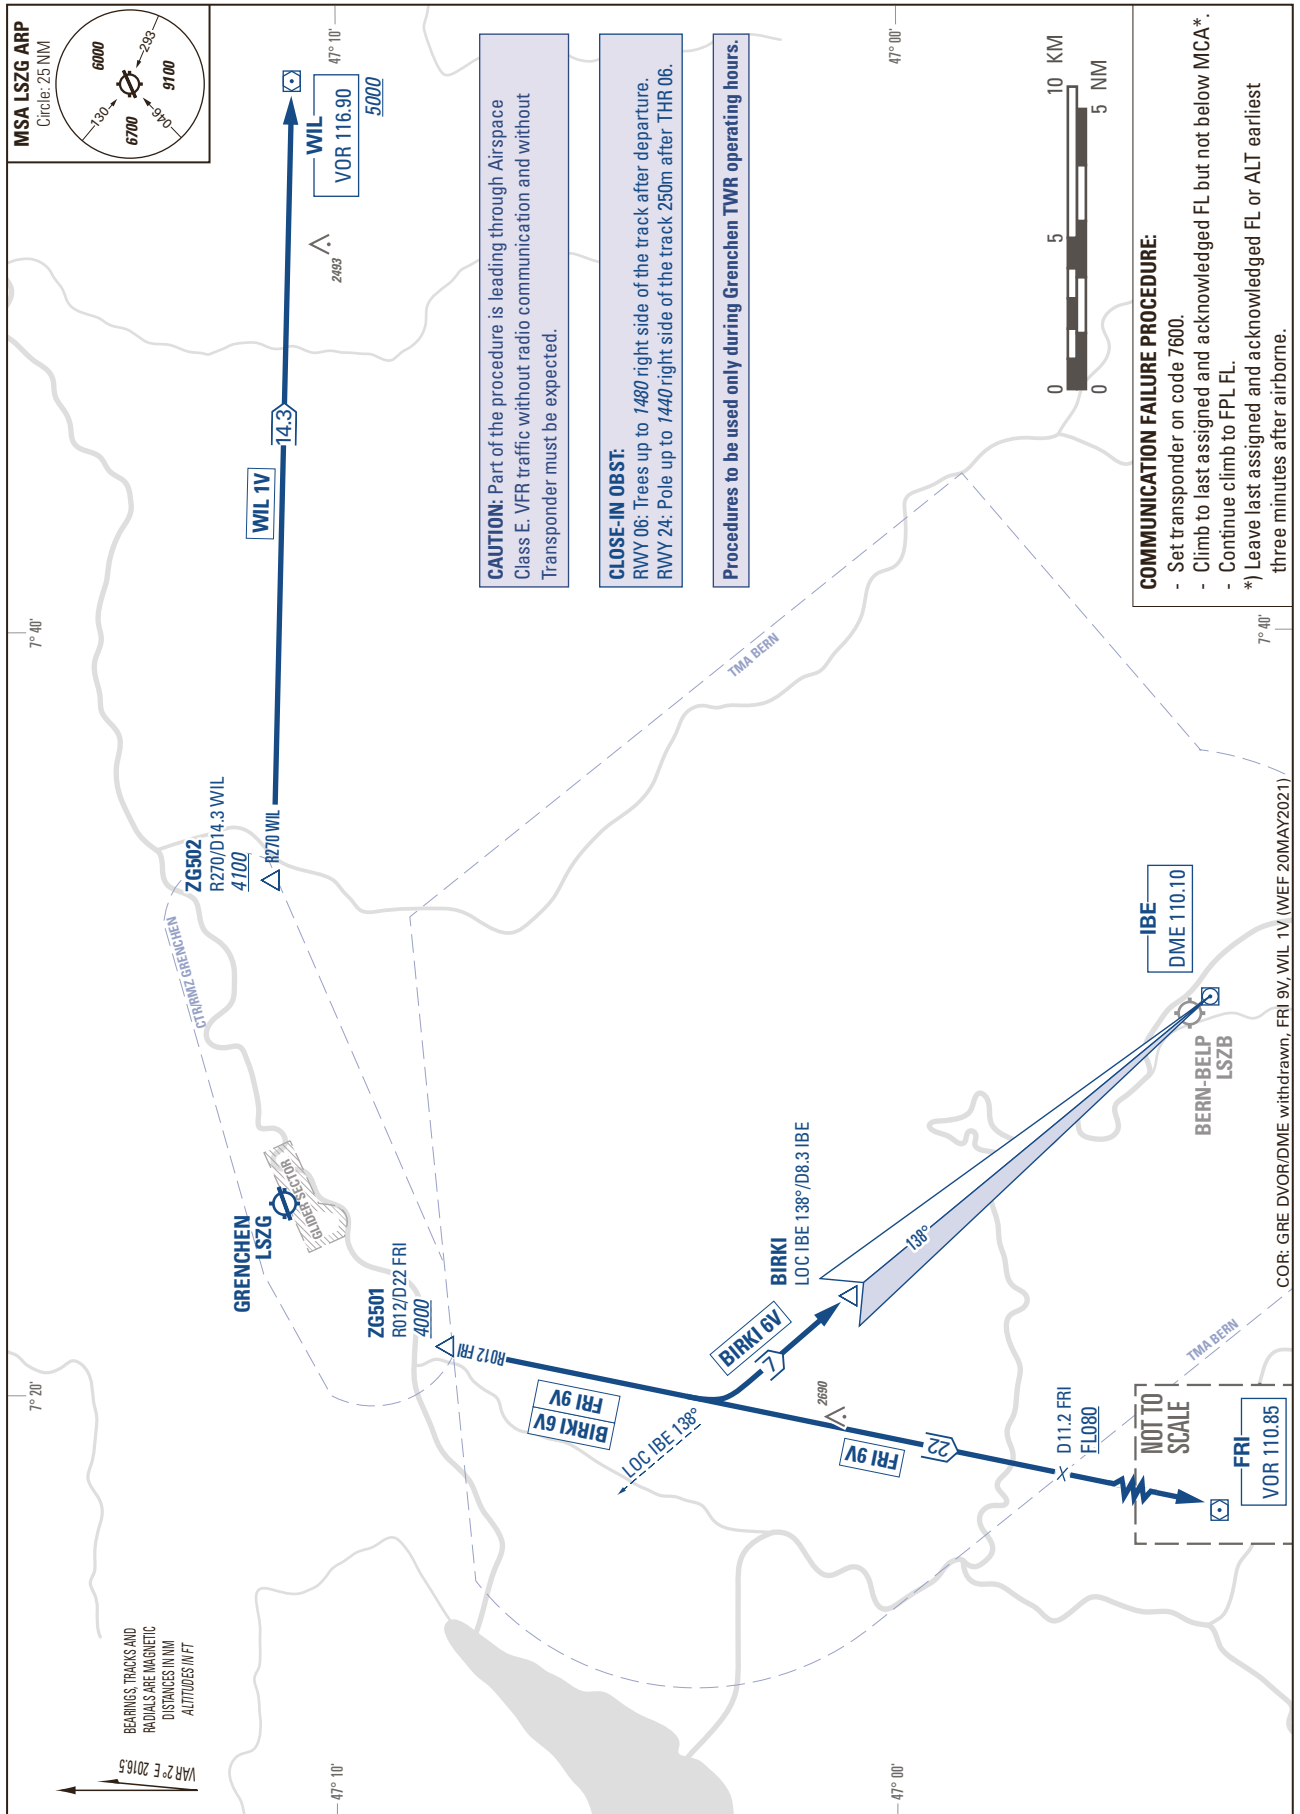 MSA LSZG ARP
Circle: 25 NM
6000
293
130
9100
6700
046
47° 10'
47° 00'
WIL
VOR 116.90
5000
2493
14.3
WIL 1V
R270 WIL
ZG502
R270/D14.3 WIL
4100
CAUTION: Part of the procedure is leading through Airspace
Class E. VFR traffic without radio communication and without
Transponder must be expected.
CLOSE-IN OBST:
RWY 06: Trees up to 1480 right side of the track after departure.
RWY 24: Pole up to 1440 right side of the track 250m after THR 06.
Procedures to be used only during Grenchen TWR operating hours.
0 5 10 KM
0 5 NM
COMMUNICATION FAILURE PROCEDURE:
- Set transponder on code 7600.
- Climb to last assigned and acknowledged FL but not below MCA*.
- Continue climb to FPL FL.
*) Leave last assigned and acknowledged FL or ALT earliest
three minutes after airborne.
7° 40'
7° 40'
TMA BERN
CTR/RMZ GRENCHEN
GRENCHEN
LSZG
GLIDER SECTOR
ZG501
R012/D22 FRI
4000
R012 FRI
BIRKI 6V
FRI 9V
LOC IBE 138°
BIRKI 6V
7
BIRKI
LOC IBE 138°/D8.3 IBE
138°
IBE
DME 110.10
BERN-BELP
LSZB
2690
FRI 9V
22
D11.2 FRI
FL080
TMA BERN
NOT TO
SCALE
FRI
VOR 110.85
7° 20'
BEARINGS, TRACKS AND
RADIALS ARE MAGNETIC
DISTANCES IN NM
ALTITUDES IN FT
VAR 2° E 2016.5
47° 10'
47° 00'
COR: GRE DVOR/DME withdrawn, FRI 9V, WIL 1V (WEF 20MAY2021)